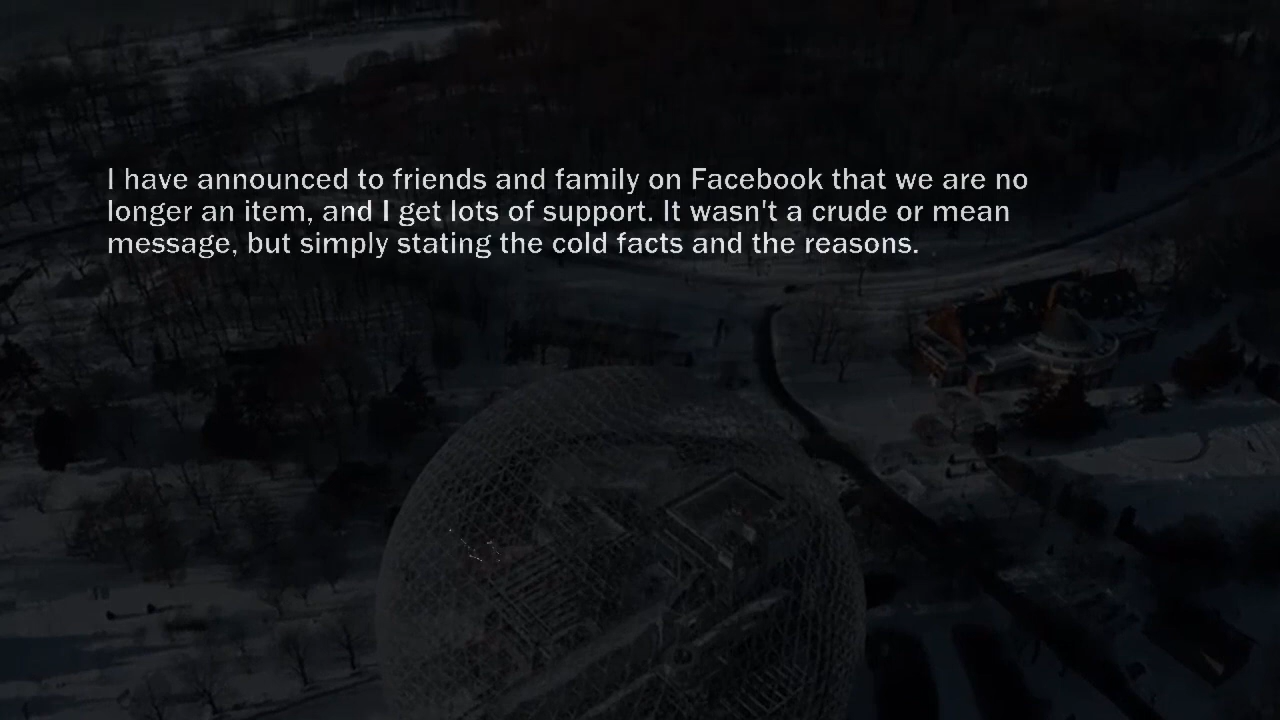 I have announced to friends and family on Facebook that we are no
longer an item, and I get lots of support. It wasn't a crude or mean
message, but simply stating the cold facts and the reasons.